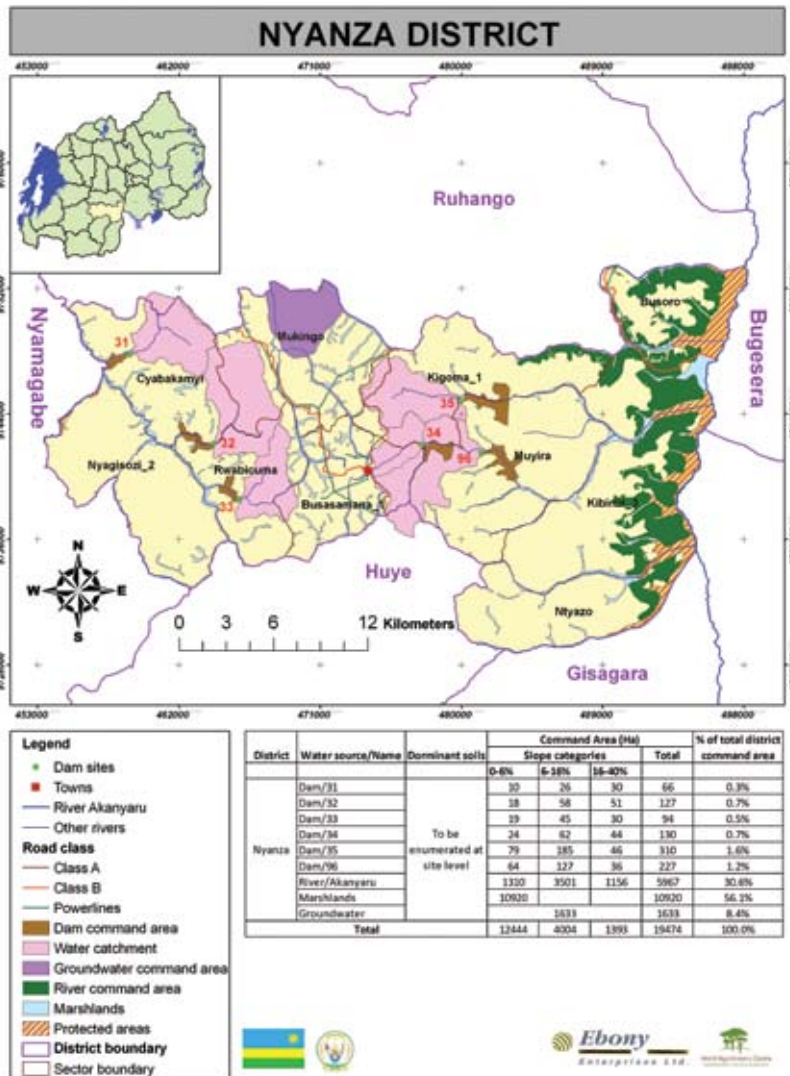 NYANZA DISTRICT
453000 462000 471000 480000 489000 498000
Ruhango
Nyamagabe
Bugesera
Busoro
Mukingo
31
Cyabakamyi
Kigoma_1
35
34
32
96
Nyagisozi_2
Rwabicuma
Muyira
33
Busasamana_1
Huye
N
W E
S
0 3 6 12 Kilometers
Ntyazo
Gisagara
453000 462000 471000 480000 489000 498000
Legend
Dam sites
Towns
River Akanyaru
Other rivers
Road class
Class A
Class B
Powerlines
Dam command area
Water catchment
Groundwater command area
River command area
Marshlands
Protected areas
District boundary
Sector boundary
District Water source/Name Dorminant soils Command Area (Ha) % of total district command area
Slope categories Total
0-6% 6-16% 16-40%
Nyanza To be enumerated at site level
Dam/31 10 26 30 66 0.3%
Dam/32 18 58 51 127 0.7%
Dam/33 19 45 30 94 0.5%
Dam/34 24 62 44 130 0.7%
Dam/35 79 185 46 310 1.6%
Dam/96 64 127 36 227 1.2%
River/Akanyaru 1310 3501 1156 5967 30.6%
Marshlands 10920 10920 56.1%
Groundwater 1633 1633 8.4%
Total 12444 4004 1393 19474 100.0%
Ebony
Enterprises Ltd.
World Agroforestry Centre